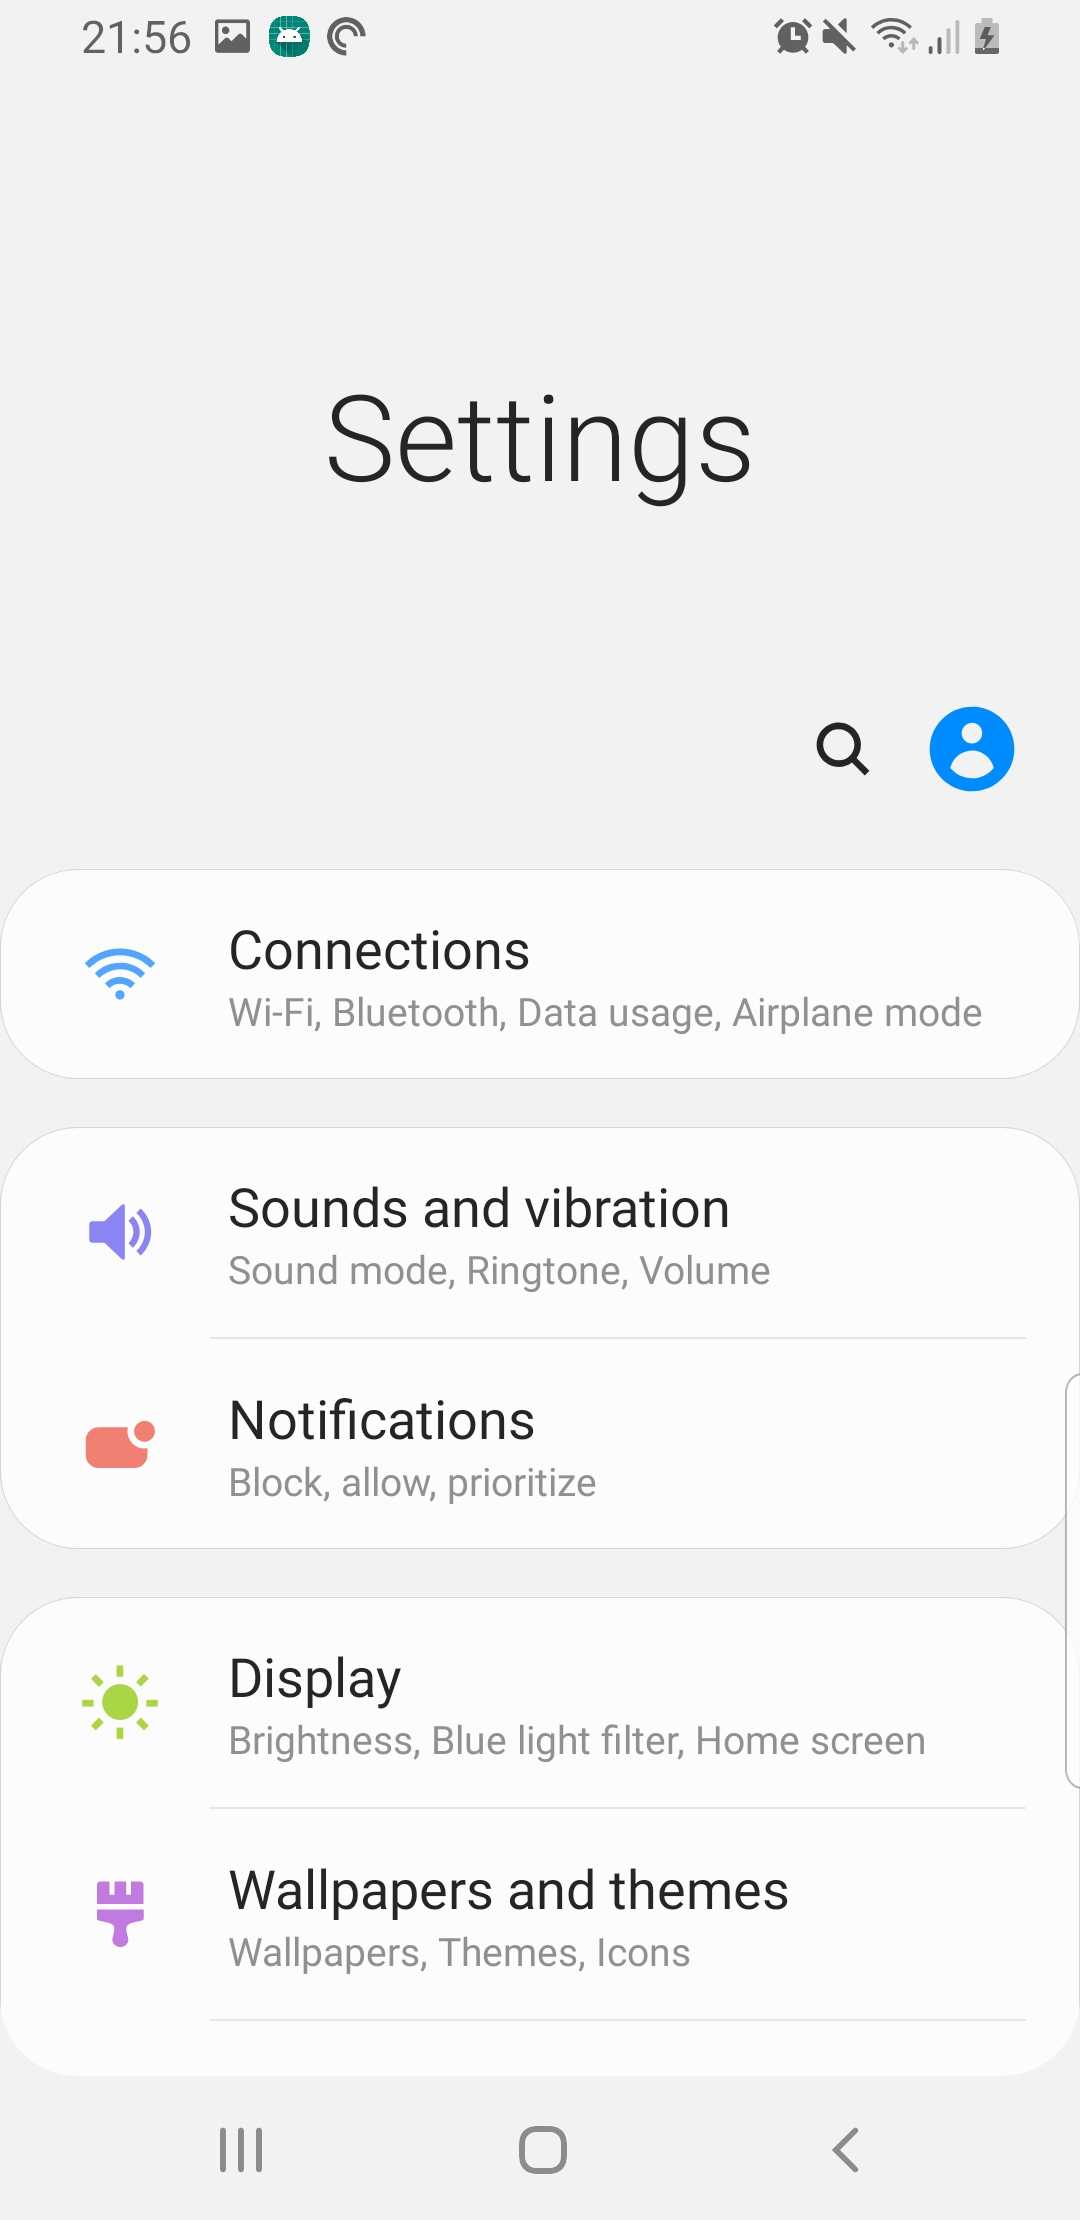 21:56
Settings
Connections
Wi-Fi, Bluetooth, Data usage, Airplane mode
Sounds and vibration
Sound mode, Ringtone, Volume
Notifications
Block, allow, prioritize
Display
Brightness, Blue light filter, Home screen
Wallpapers and themes
Wallpapers, Themes, Icons